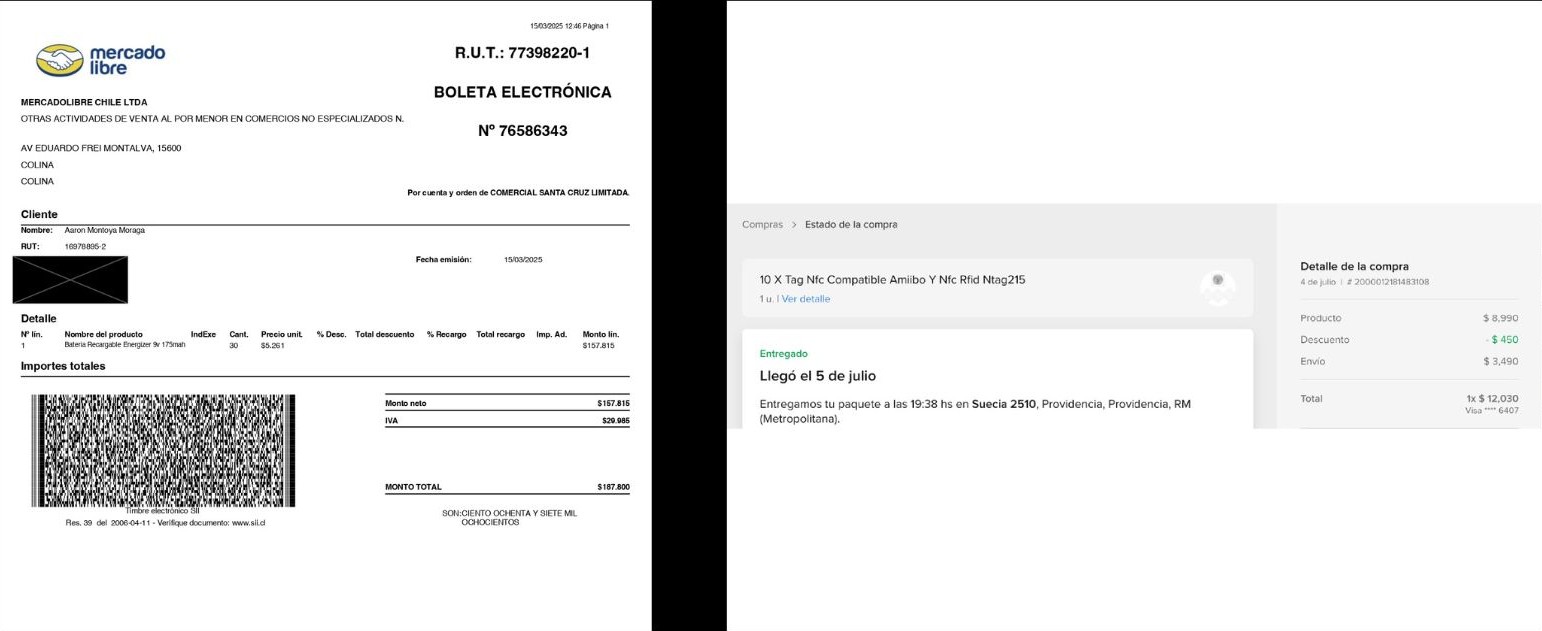 15/03/2025 12:46 Página 1
mercado
libre
R.U.T.: 77398220-1
BOLETA ELECTRÓNICA
Nº 76586343
MERCADOLIBRE CHILE LTDA
OTRAS ACTIVIDADES DE VENTA AL POR MENOR EN COMERCIOS NO ESPECIALIZADOS N.
AV EDUARDO FREI MONTALVA, 15600
COLINA
COLINA
Por cuenta y orden de COMERCIAL SANTA CRUZ LIMITADA.
Cliente
Nombre: Aaron Montoya Moraga
RUT: 16978895-2
Fecha emisión: 15/03/2025
Detalle
Nº lín. Nombre del producto IndExe Cant. Precio unit. % Desc. Total descuento % Recargo Total recargo Imp. Ad. Monto lín.
1 Bateria Recargable Energizer 9v 175mah 30 $5.261 $157.815
Importes totales
Monto neto $157.815
IVA $29.985
MONTO TOTAL $187.800
SON:CIENTO OCHENTA Y SIETE MIL
OCHOCIENTOS
Timbre electrónico SII
Res. 39 del 2006-04-11 - Verifique documento: www.sii.cl
Compras > Estado de la compra
10 X Tag Nfc Compatible Amiibo Y Nfc Rfid Ntag215
1 u. | Ver detalle
Entregado
Llegó el 5 de julio
Entregamos tu paquete a las 19:38 hs en Suecia 2510, Providencia, Providencia, RM
(Metropolitana).
Detalle de la compra
4 de julio | # 2000012181483108
Producto $ 8,990
Descuento - $ 450
Envío $ 3,490
Total 1x $ 12,030
Visa **** 6407